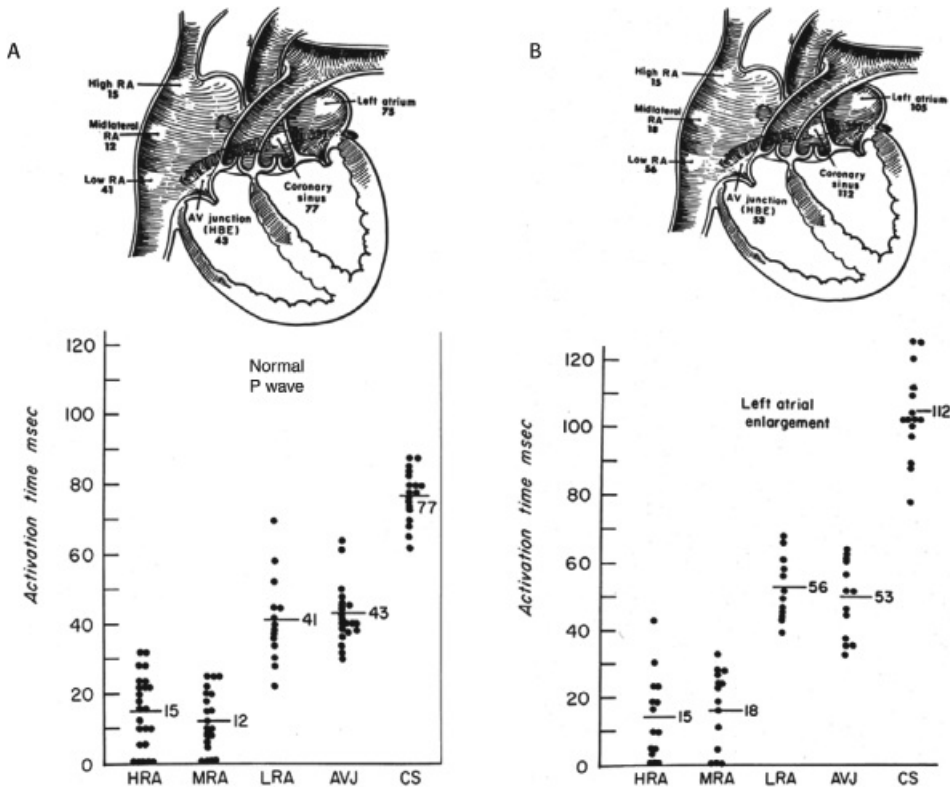 A
High RA
15
Midlateral
RA
12
Low RA
41
AV junction
(HBE)
43
Coronary
sinus
77
Left atrium
75
B
High RA
15
Midlateral
RA
18
Low RA
56
AV junction
(HBE)
53
Coronary
sinus
112
Left atrium
105
Activation time msec
120
100
80
60
40
20
0
Normal
P wave
15
12
41
43
77
HRA
MRA
LRA
AVJ
CS
Activation time msec
120
100
80
60
40
20
0
Left atrial
enlargement
15
18
56
53
112
HRA
MRA
LRA
AVJ
CS